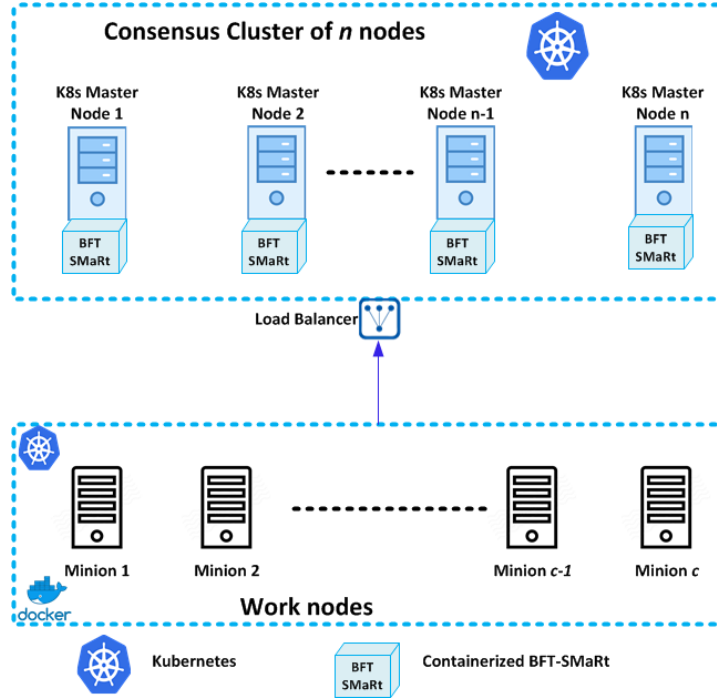 Consensus Cluster of n nodes
K8s Master
Node 1
K8s Master
Node 2
K8s Master
Node n-1
K8s Master
Node n
BFT
SMaRt
BFT
SMaRt
BFT
SMaRt
BFT
SMaRt
Load Balancer
Minion 1
Minion 2
Minion c-1
Minion c
docker
Work nodes
Kubernetes
BFT
SMaRt
Containerized BFT-SMaRt